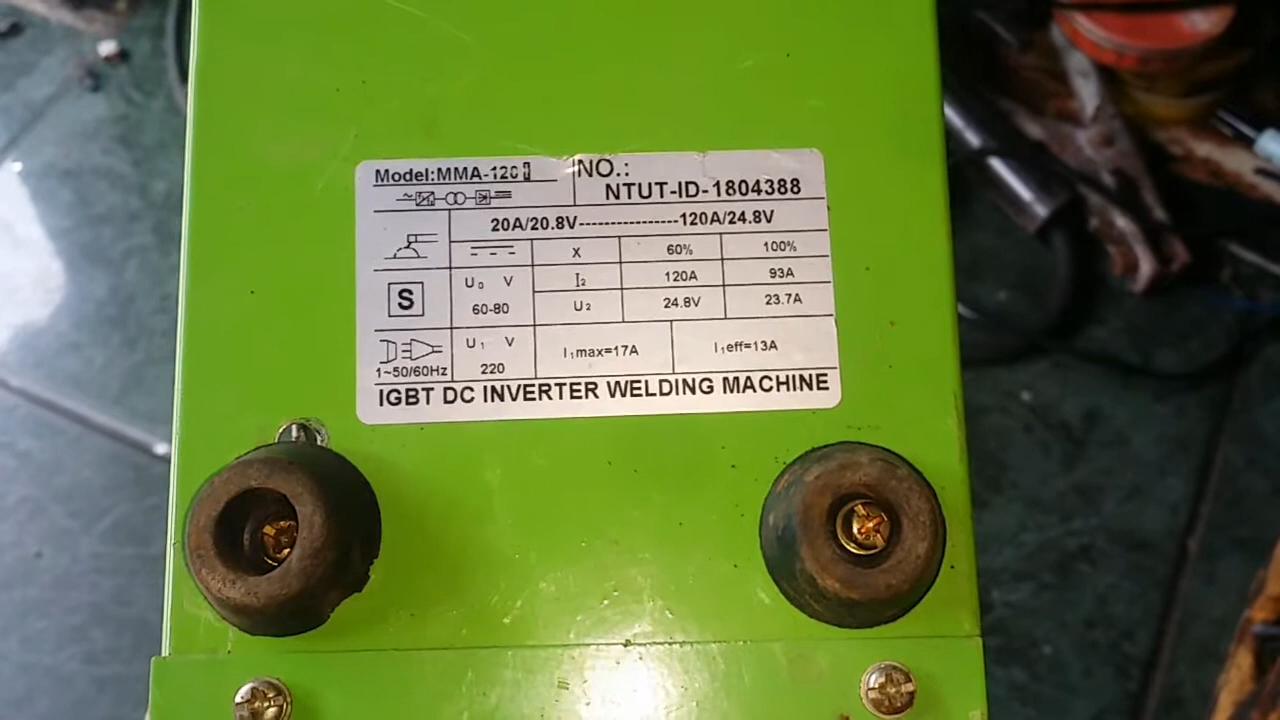 Model:MMA-120
NO.:
NTUT-ID-1804388
20A/20.8V----------------120A/24.8V
X 60% 100%
S U₀ V I₂ 120A 93A
60-80 U₂ 24.8V 23.7A
U₁ V I₁max=17A I₁eff=13A
1~50/60Hz 220
IGBT DC INVERTER WELDING MACHINE